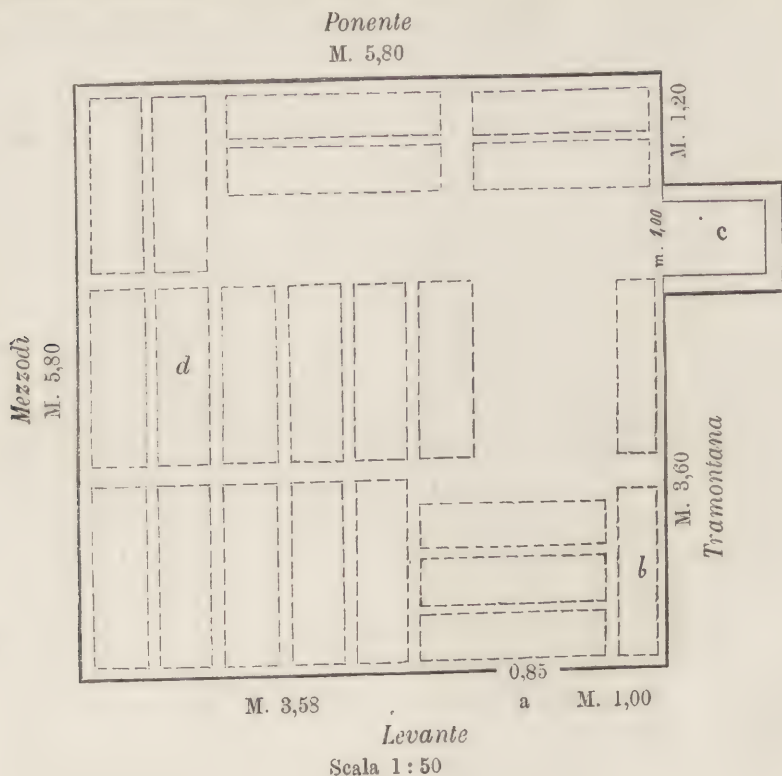 Ponente
M. 5,80
M. 1,20
m. 1,00
c
Mezzodì
M. 5,80
d
M. 3,60
Tramontana
b
0,85
M. 3,58
a
M. 1,00
Levante
Scala 1:50